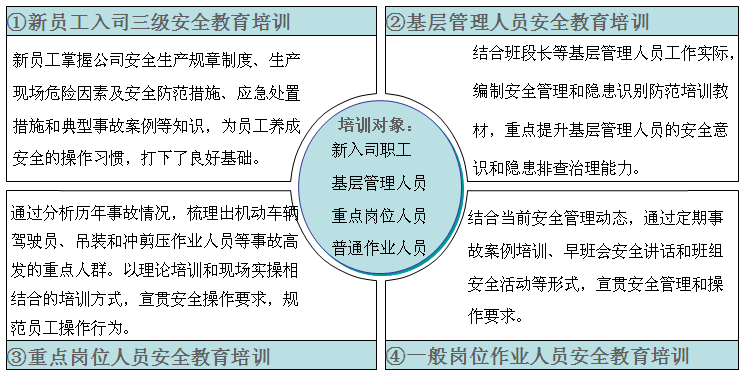 ①新员工入司三级安全教育培训
新员工掌握公司安全生产规章制度、生产
现场危险因素及安全防范措施、应急处置
措施和典型事故案例等知识，为员工养成
安全的操作习惯，打下了良好基础。
②基层管理人员安全教育培训
结合班段长等基层管理人员工作实际，
编制安全管理和隐患识别防范培训教
材，重点提升基层管理人员的安全意
识和隐患排查治理能力。
培训对象：
新入司职工
基层管理人员
重点岗位人员
普通作业人员
通过分析历年事故情况，梳理出机动车辆
驾驶员、吊装和冲剪压作业人员等事故高
发的重点人群。以理论培训和现场实操相
结合的培训方式，宣贯安全操作要求，规
范员工操作行为。
③重点岗位人员安全教育培训
结合当前安全管理动态，通过定期事
故案例培训、早班会安全讲话和班组
安全活动等形式，宣贯安全管理和操
作要求。
④一般岗位作业人员安全教育培训